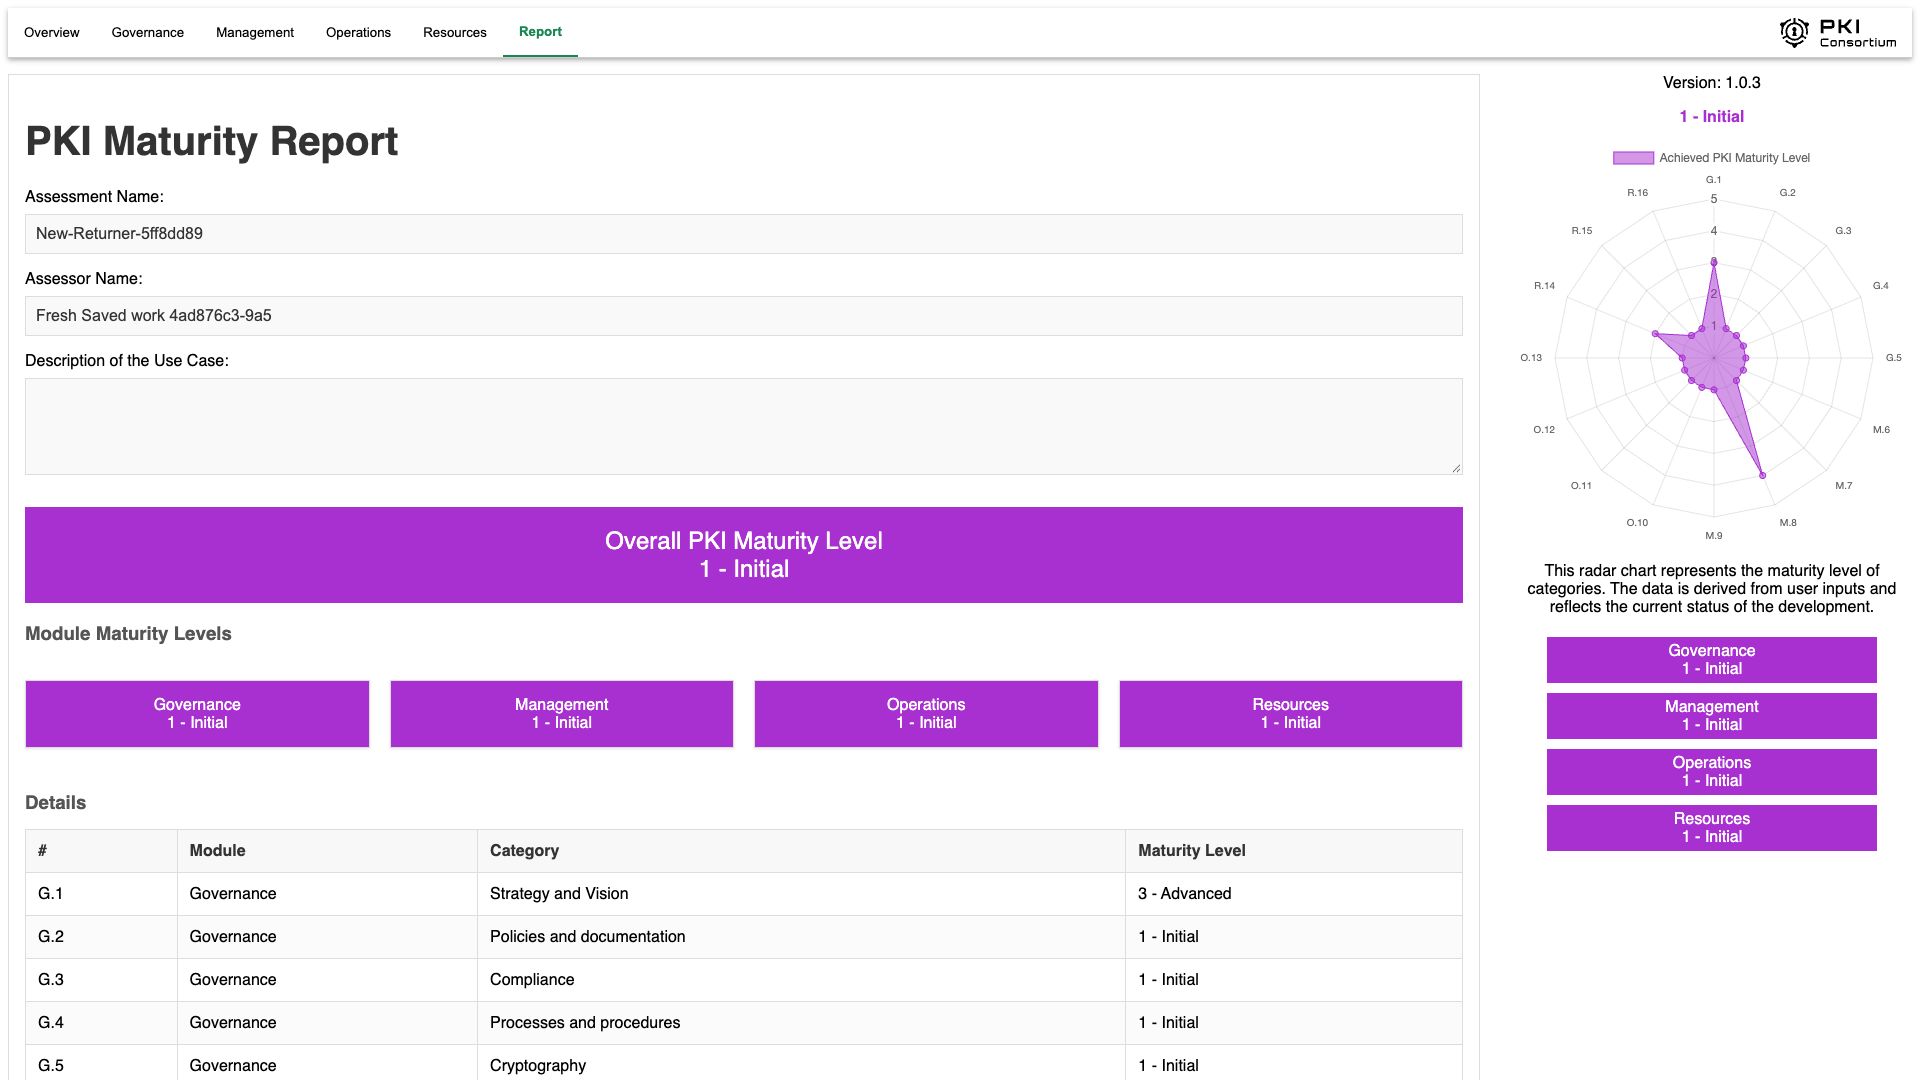 Overview Governance Management Operations Resources Report
PKI
Consortium
PKI Maturity Report
Assessment Name:
New-Returner-5ff8dd89
Assessor Name:
Fresh Saved work 4ad876c3-9a5
Description of the Use Case:
Overall PKI Maturity Level
1 - Initial
Module Maturity Levels
Governance
1 - Initial
Management
1 - Initial
Operations
1 - Initial
Resources
1 - Initial
Details
# Module Category Maturity Level
G.1 Governance Strategy and Vision 3 - Advanced
G.2 Governance Policies and documentation 1 - Initial
G.3 Governance Compliance 1 - Initial
G.4 Governance Processes and procedures 1 - Initial
G.5 Governance Cryptography 1 - Initial
Version: 1.0.3
1 - Initial
Achieved PKI Maturity Level
G.1
G.2
G.3
G.4
G.5
M.6
M.7
M.8
M.9
O.10
O.11
O.12
O.13
R.14
R.15
R.16
5
4
3
2
1
This radar chart represents the maturity level of
categories. The data is derived from user inputs and
reflects the current status of the development.
Governance
1 - Initial
Management
1 - Initial
Operations
1 - Initial
Resources
1 - Initial